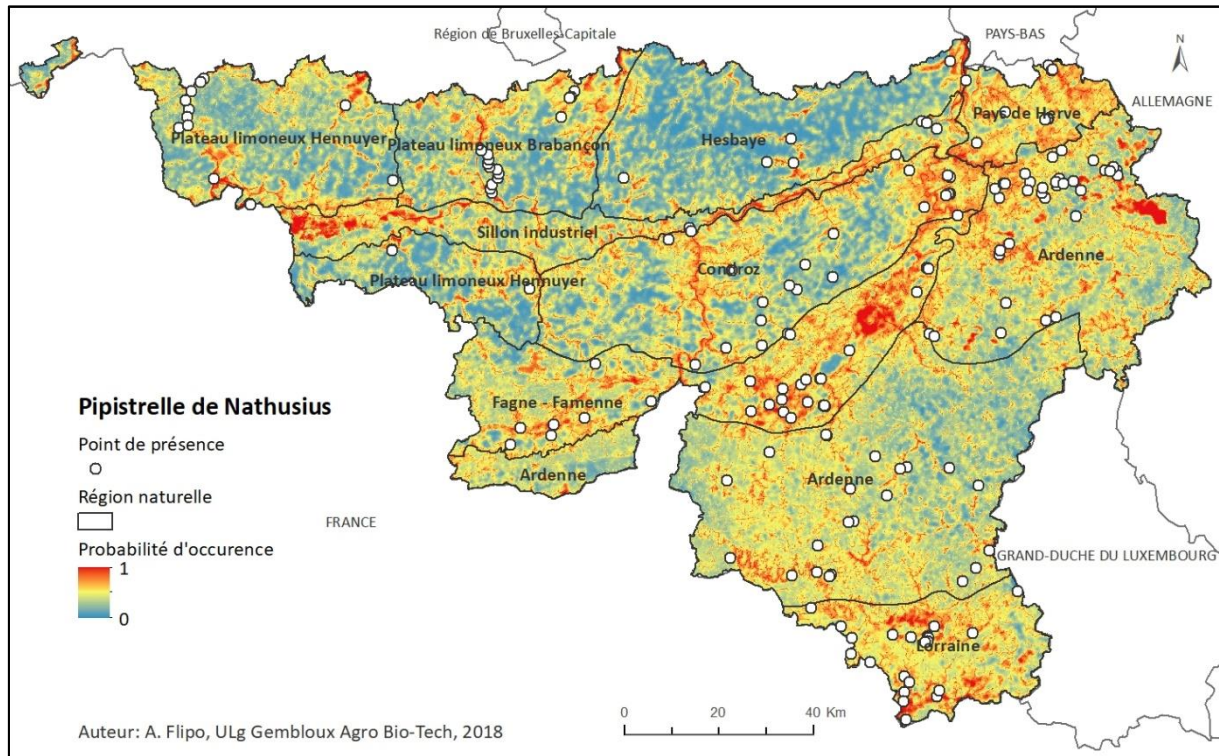 Région de Bruxelles-Capitale
PAYS-BAS
N
ALLEMAGNE
Pays de Herve
Plateau limoneux Hennuyer
Plateau limoneux Brabançon
Hesbaye
Sillon industriel
Ardenne
Condroz
Plateau limoneux Hennuyer
Pipistrelle de Nathusius
Point de présence
Région naturelle
Probabilité d'occurence
1
0
Fagne - Famenne
Ardenne
Ardenne
FRANCE
GRAND-DUCHE DU LUXEMBOURG
Lorraine
0 20 40 Km
Auteur: A. Flipo, ULg Gembloux Agro Bio-Tech, 2018